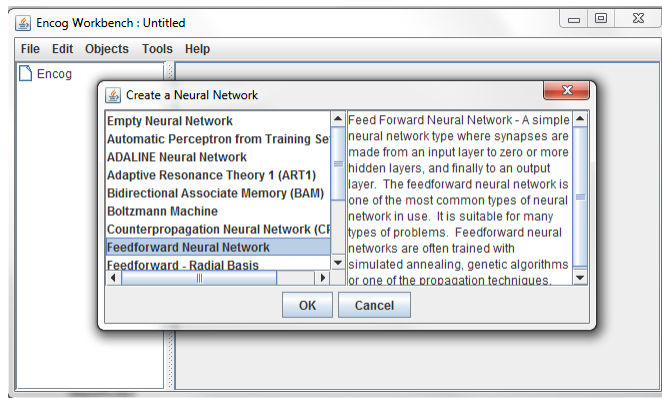 Encog Workbench : Untitled
File Edit Objects Tools Help
Encog
Create a Neural Network
Empty Neural Network
Automatic Perceptron from Training Se
ADALINE Neural Network
Adaptive Resonance Theory 1 (ART1)
Bidirectional Associate Memory (BAM)
Boltzmann Machine
Counterpropagation Neural Network (CP
Feedforward Neural Network
Feedforward - Radial Basis
Feed Forward Neural Network - A simple
neural network type where synapses are
made from an input layer to zero or more
hidden layers, and finally to an output
layer. The feedforward neural network is
one of the most common types of neural
network in use. It is suitable for many
types of problems. Feedforward neural
networks are often trained with
simulated annealing, genetic algorithms
or one of the propagation techniques.
OK Cancel